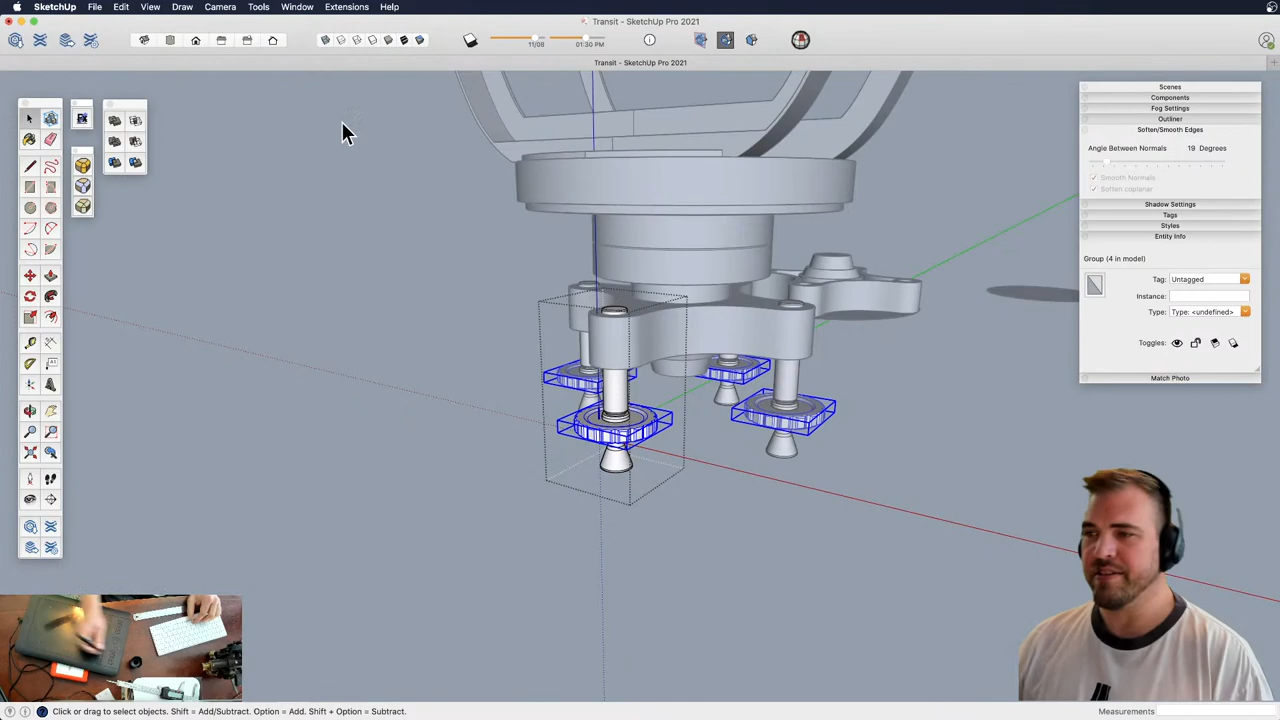 SketchUp File Edit View Draw Camera Tools Window Extensions Help
Transit - SketchUp Pro 2021
11/08 01:30 PM
Transit - SketchUp Pro 2021
Scenes
Components
Fog Settings
Outliner
Soften/Smooth Edges
Angle Between Normals 19 Degrees
Smooth Normals
Soften coplanar
Shadow Settings
Tags
Styles
Entity Info
Group (4 in model)
Tag: Untagged
Instance:
Type: Type: <undefined>
Toggles:
Match Photo
Click or drag to select objects. Shift = Add/Subtract. Option = Add. Shift + Option = Subtract.
Measurements